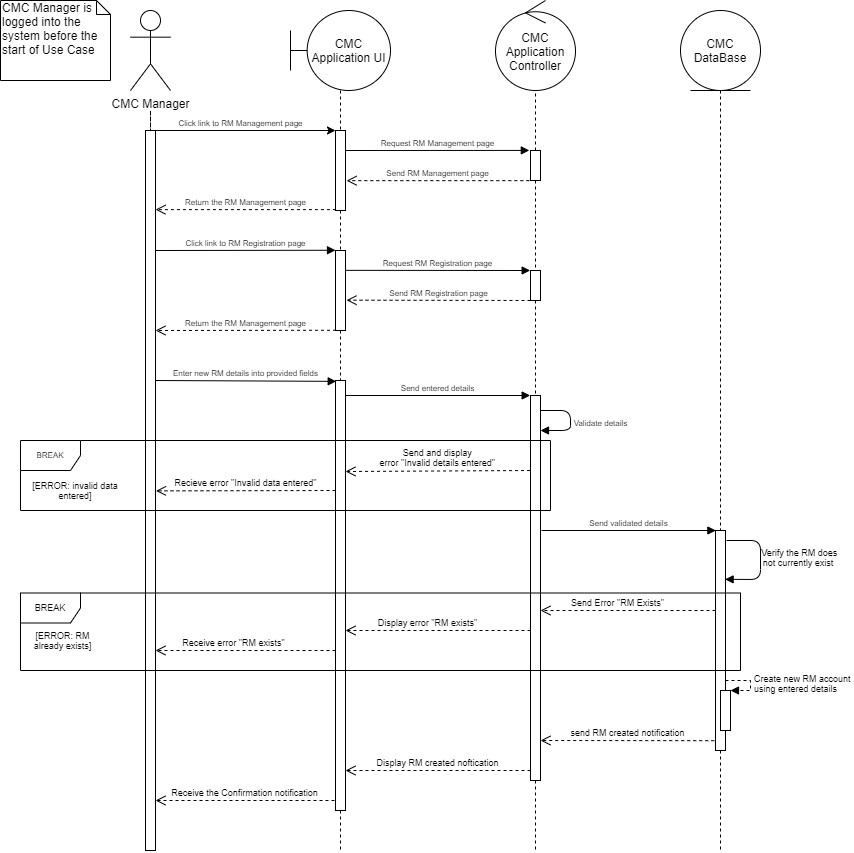 CMC Manager is
logged into the
system before the
start of Use Case
CMC Manager
CMC
Application UI
CMC
Application
Controller
CMC
DataBase
Click link to RM Management page
Request RM Management page
Send RM Management page
Return the RM Management page
Click link to RM Registration page
Request RM Registration page
Send RM Registration page
Return the RM Management page
Enter new RM details into provided fields
Send entered details
Validate details
BREAK
[ERROR: invalid data
entered]
Send and display
error "Invalid details entered"
Recieve error "Invalid data entered"
Send validated details
Verify the RM does
not currently exist
BREAK
[ERROR: RM
already exists]
Send Error "RM Exists"
Display error "RM exists"
Receive error "RM exists"
Create new RM account
using entered details
send RM created notification
Display RM created noftication
Receive the Confirmation notification